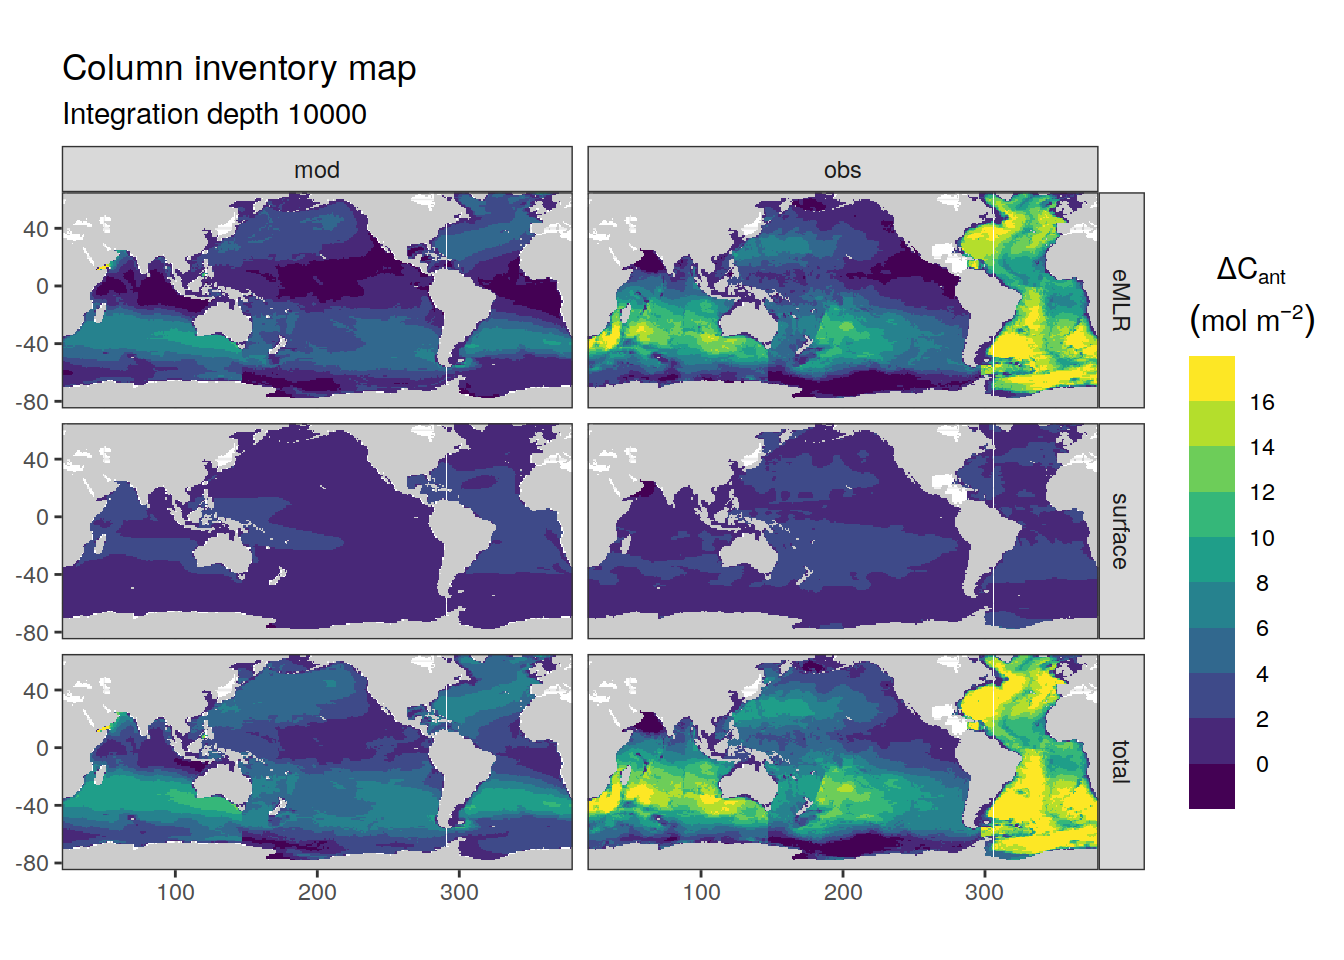 Column inventory map
Integration depth 10000
mod obs
40
0
-40
-80
eMLR
40
0
-40
-80
surface
40
0
-40
-80
total
100 200 300 100 200 300
ΔCant
(mol m⁻²)
16
14
12
10
8
6
4
2
0